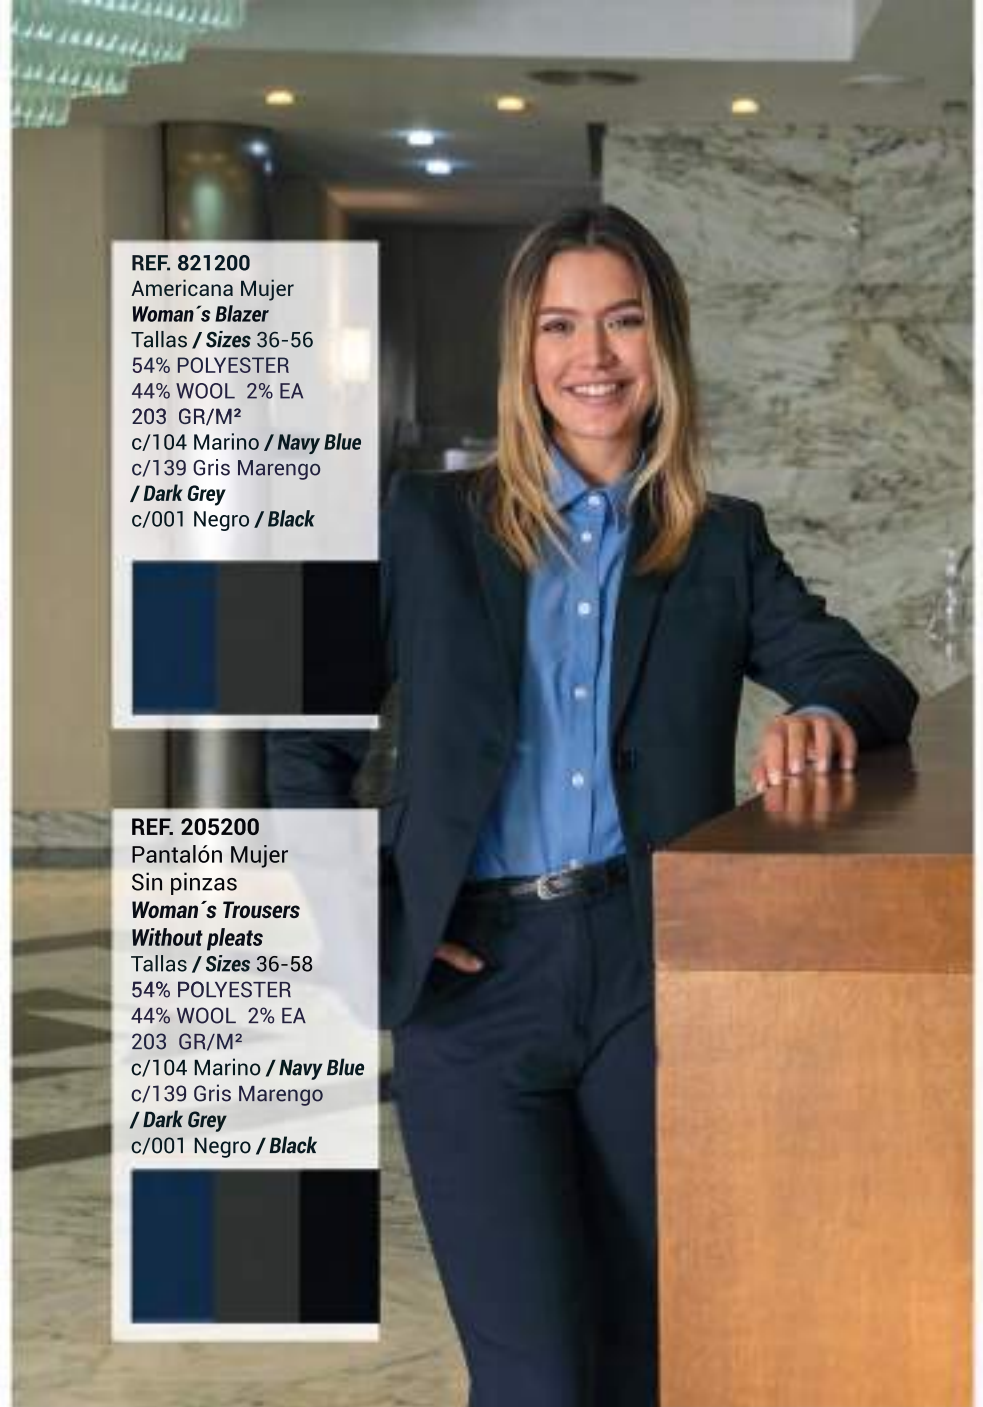 REF. 821200
Americana Mujer
Woman´s Blazer
Tallas / Sizes 36-56
54% POLYESTER
44% WOOL  2% EA
203  GR/M²
c/104 Marino / Navy Blue
c/139 Gris Marengo
/ Dark Grey
c/001 Negro / Black
REF. 205200
Pantalón Mujer
Sin pinzas
Woman´s Trousers
Without pleats
Tallas / Sizes 36-58
54% POLYESTER
44% WOOL  2% EA
203  GR/M²
c/104 Marino / Navy Blue
c/139 Gris Marengo
/ Dark Grey
c/001 Negro / Black